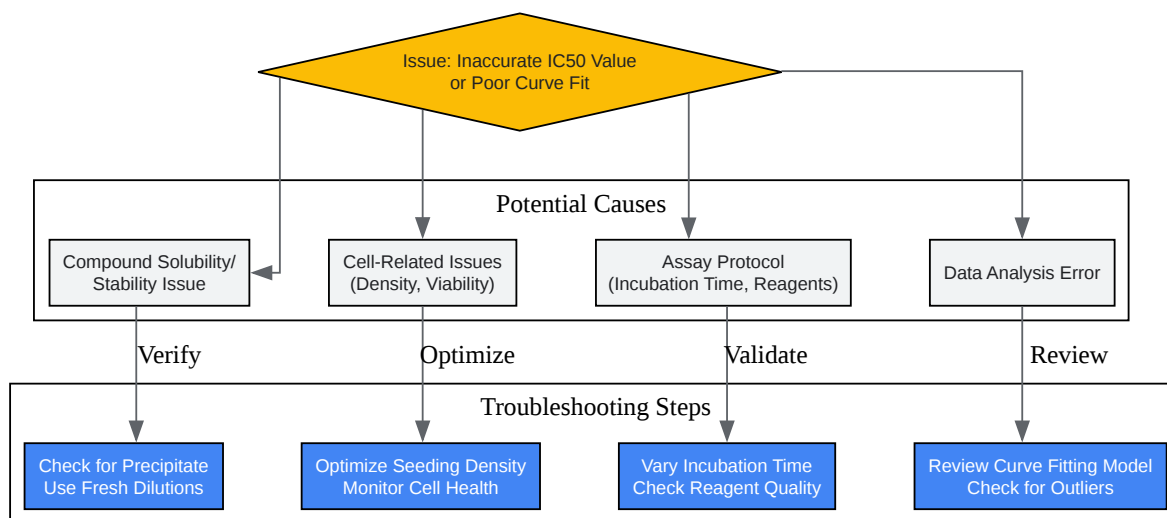 Issue: Inaccurate IC50 Value
or Poor Curve Fit
Potential Causes
Compound Solubility/
Stability Issue
Cell-Related Issues
(Density, Viability)
Assay Protocol
(Incubation Time, Reagents)
Data Analysis Error
Verify
Optimize
Validate
Review
Troubleshooting Steps
Check for Precipitate
Use Fresh Dilutions
Optimize Seeding Density
Monitor Cell Health
Vary Incubation Time
Check Reagent Quality
Review Curve Fitting Model
Check for Outliers